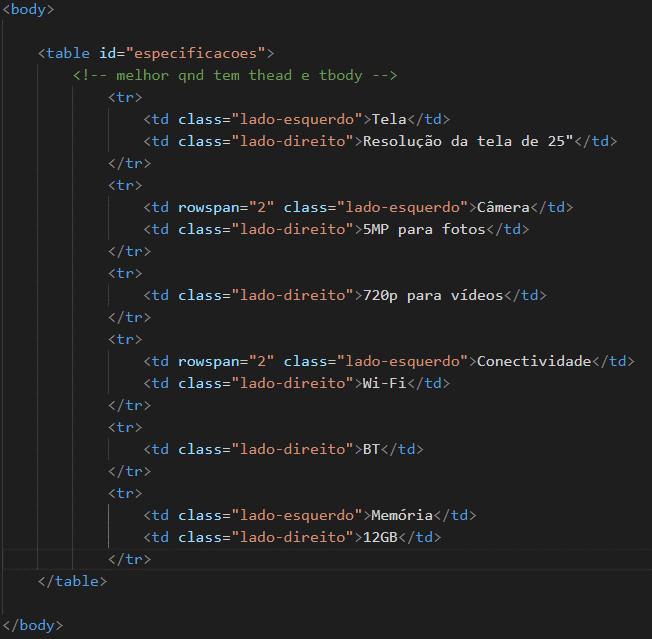 <body>
<table id="especificacoes">
<!-- melhor qnd tem thead e tbody -->
<tr>
<td class="lado-esquerdo">Tela</td>
<td class="lado-direito">Resolução da tela de 25"</td>
</tr>
<tr>
<td rowspan="2" class="lado-esquerdo">Câmera</td>
<td class="lado-direito">5MP para fotos</td>
</tr>
<tr>
<td class="lado-direito">720p para vídeos</td>
</tr>
<tr>
<td rowspan="2" class="lado-esquerdo">Conectividade</td>
<td class="lado-direito">Wi-Fi</td>
</tr>
<tr>
<td class="lado-direito">BT</td>
</tr>
<tr>
<td class="lado-esquerdo">Memória</td>
<td class="lado-direito">12GB</td>
</tr>
</table>
</body>